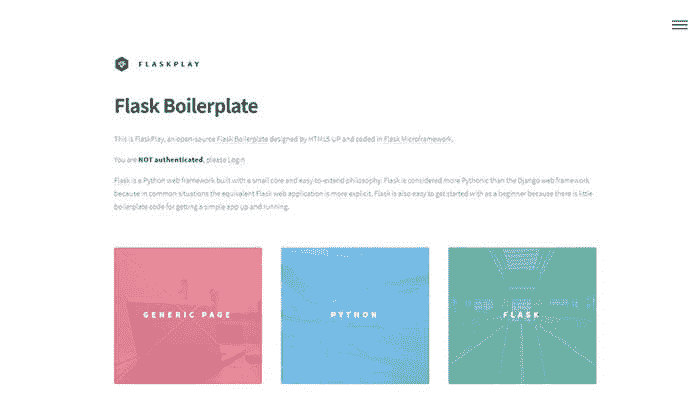 FLASKPLAY
Flask Boilerplate
This is FlaskPlay, an open-source Flask Boilerplate designed by HTML5 UP and coded in Flask Microframework.
You are NOT authenticated, please Login
Flask is a Python web framework built with a small core and easy-to-extend philosophy. Flask is considered more Pythonic than the Django web framework
because in common situations the equivalent Flask web application is more explicit. Flask is also easy to get started with as a beginner because there is little
boilerplate code for getting a simple app up and running.
GENERIC PAGE
PYTHON
FLASK